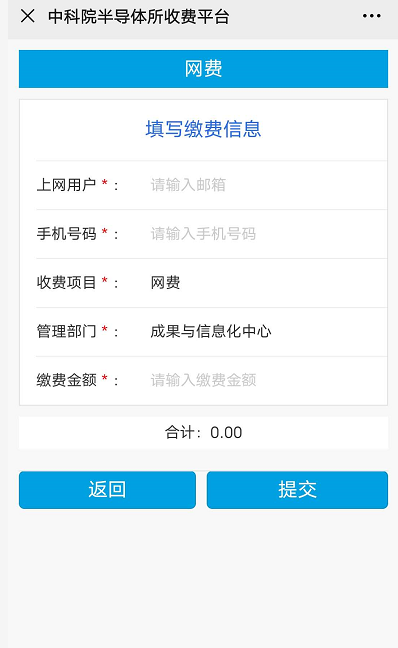 中科院半导体所收费平台
网费
填写缴费信息
上网用户 * ： 请输入邮箱
手机号码 * ： 请输入手机号码
收费项目 * ： 网费
管理部门 * ： 成果与信息化中心
缴费金额 * ： 请输入缴费金额
合计：0.00
返回 提交